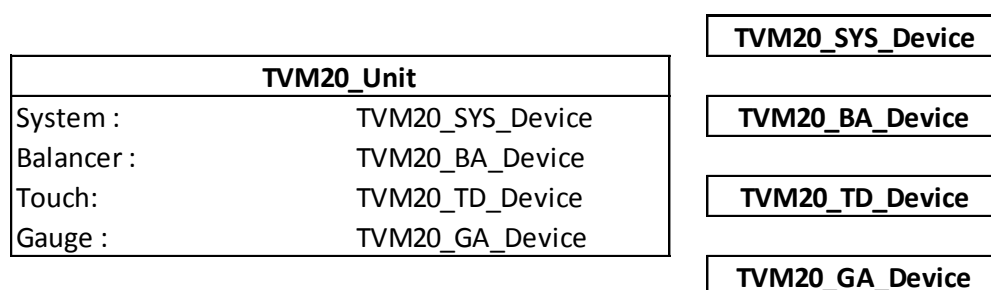 TVM20_Unit
System : TVM20_SYS_Device
Balancer : TVM20_BA_Device
Touch: TVM20_TD_Device
Gauge : TVM20_GA_Device
TVM20_SYS_Device
TVM20_BA_Device
TVM20_TD_Device
TVM20_GA_Device